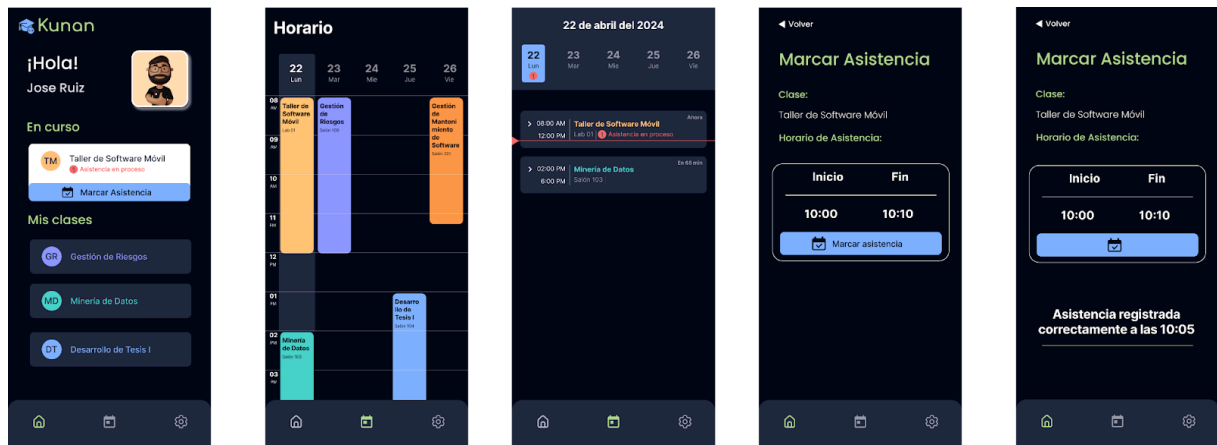 Kunan
¡Hola!
Jose Ruiz
En curso
TM
Taller de Software Móvil
Asistencia en proceso
Marcar Asistencia
Mis clases
GR
Gestión de Riesgos
MD
Minería de Datos
DT
Desarrollo de Tesis I
Horario
22
Lun
23
Mar
24
Mie
25
Jue
26
Vie
08
AM
09
AM
10
AM
11
AM
12
PM
01
PM
02
PM
03
PM
Taller de
Software
Móvil
Lab 01
Gestión
de
Riesgos
Salón 103
Gestión
de
Mantoni
miento
de
Software
Desarro
llo de
Tesis I
Salón 104
Minería
de Datos
Salón 103
22 de abril del 2024
22
Lun
23
Mar
24
Mie
25
Jue
26
Vie
08:00 AM
12:00 PM
Taller de Software Móvil
Lab 01
Asistencia en proceso
Ahora
02:00 PM
6:00 PM
Minería de Datos
Salón 103
En 65 min
Volver
Marcar Asistencia
Clase:
Taller de Software Móvil
Horario de Asistencia:
Inicio Fin
10:00 10:10
Marcar asistencia
Volver
Marcar Asistencia
Clase:
Taller de Software Móvil
Horario de Asistencia:
Inicio Fin
10:00 10:10
Asistencia registrada
correctamente a las 10:05